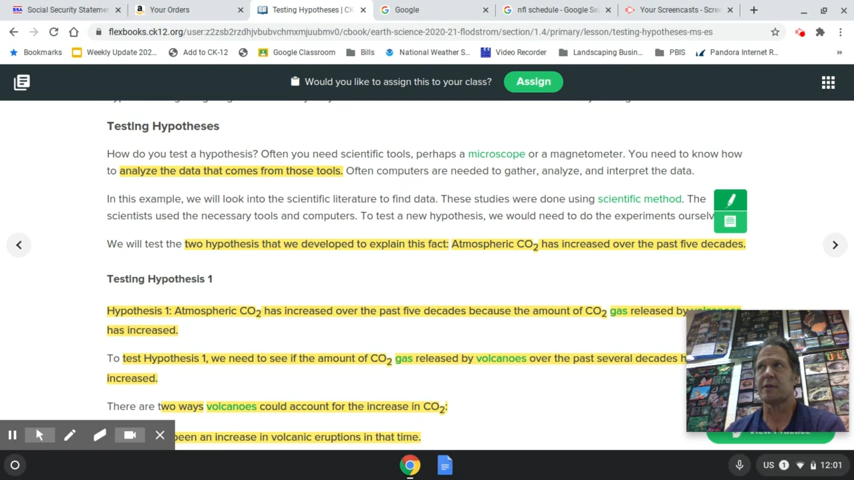 Social Security Statemen
Your Orders
Testing Hypotheses | CK
Google
nfl schedule - Google Se
Your Screencasts - Scree
flexbooks.ck12.org/user:z2zsb2rzdhjvbubvchmxmjuubmv0/cbook/earth-science-2020-21-flodstrom/section/1.4/primary/lesson/testing-hypotheses-ms-es
Bookmarks
Weekly Update 202...
Add to CK-12
Google Classroom
Bills
National Weather S...
Video Recorder
Landscaping Busine...
PBIS
Pandora Internet R...
Would you like to assign this to your class?
Assign
Testing Hypotheses
How do you test a hypothesis? Often you need scientific tools, perhaps a microscope or a magnetometer. You need to know how
to analyze the data that comes from those tools. Often computers are needed to gather, analyze, and interpret the data.
In this example, we will look into the scientific literature to find data. These studies were done using scientific method. The
scientists used the necessary tools and computers. To test a new hypothesis, we would need to do the experiments ourselv
We will test the two hypothesis that we developed to explain this fact: Atmospheric CO2 has increased over the past five decades.
Testing Hypothesis 1
Hypothesis 1: Atmospheric CO2 has increased over the past five decades because the amount of CO2 gas released by volcanoes
has increased.
To test Hypothesis 1, we need to see if the amount of CO2 gas released by volcanoes over the past several decades h
increased.
There are two ways volcanoes could account for the increase in CO2:
been an increase in volcanic eruptions in that time.
View Practice
US
1
12:01